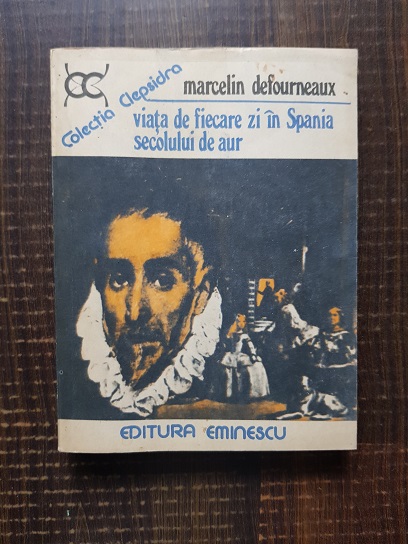 Colecția Clepsidra
marcelin defourneaux
viața de fiecare zi în Spania
secolului de aur
EDITURA EMINESCU